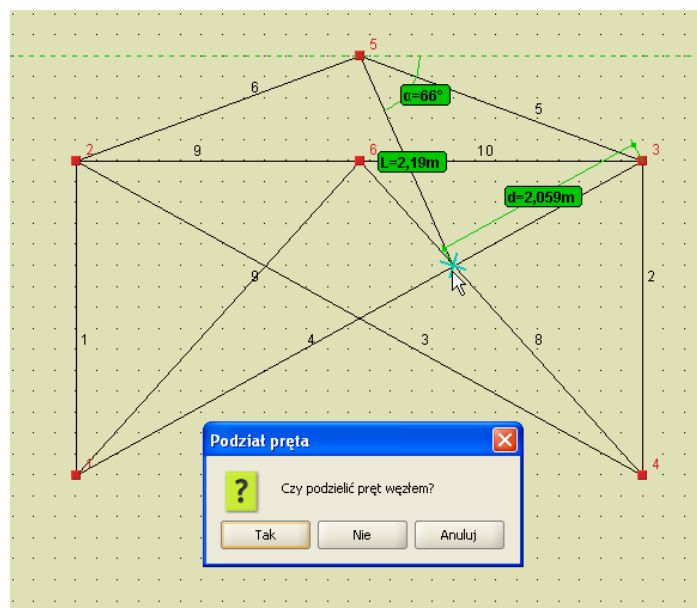 5
6
α=66°
5
2
9
6
L=2,19m
10
3
d=2,059m
9
2
1
4
3
8
1
4
Podział pręta
?
Czy podzielić pręt węzłem?
Tak
Nie
Anuluj